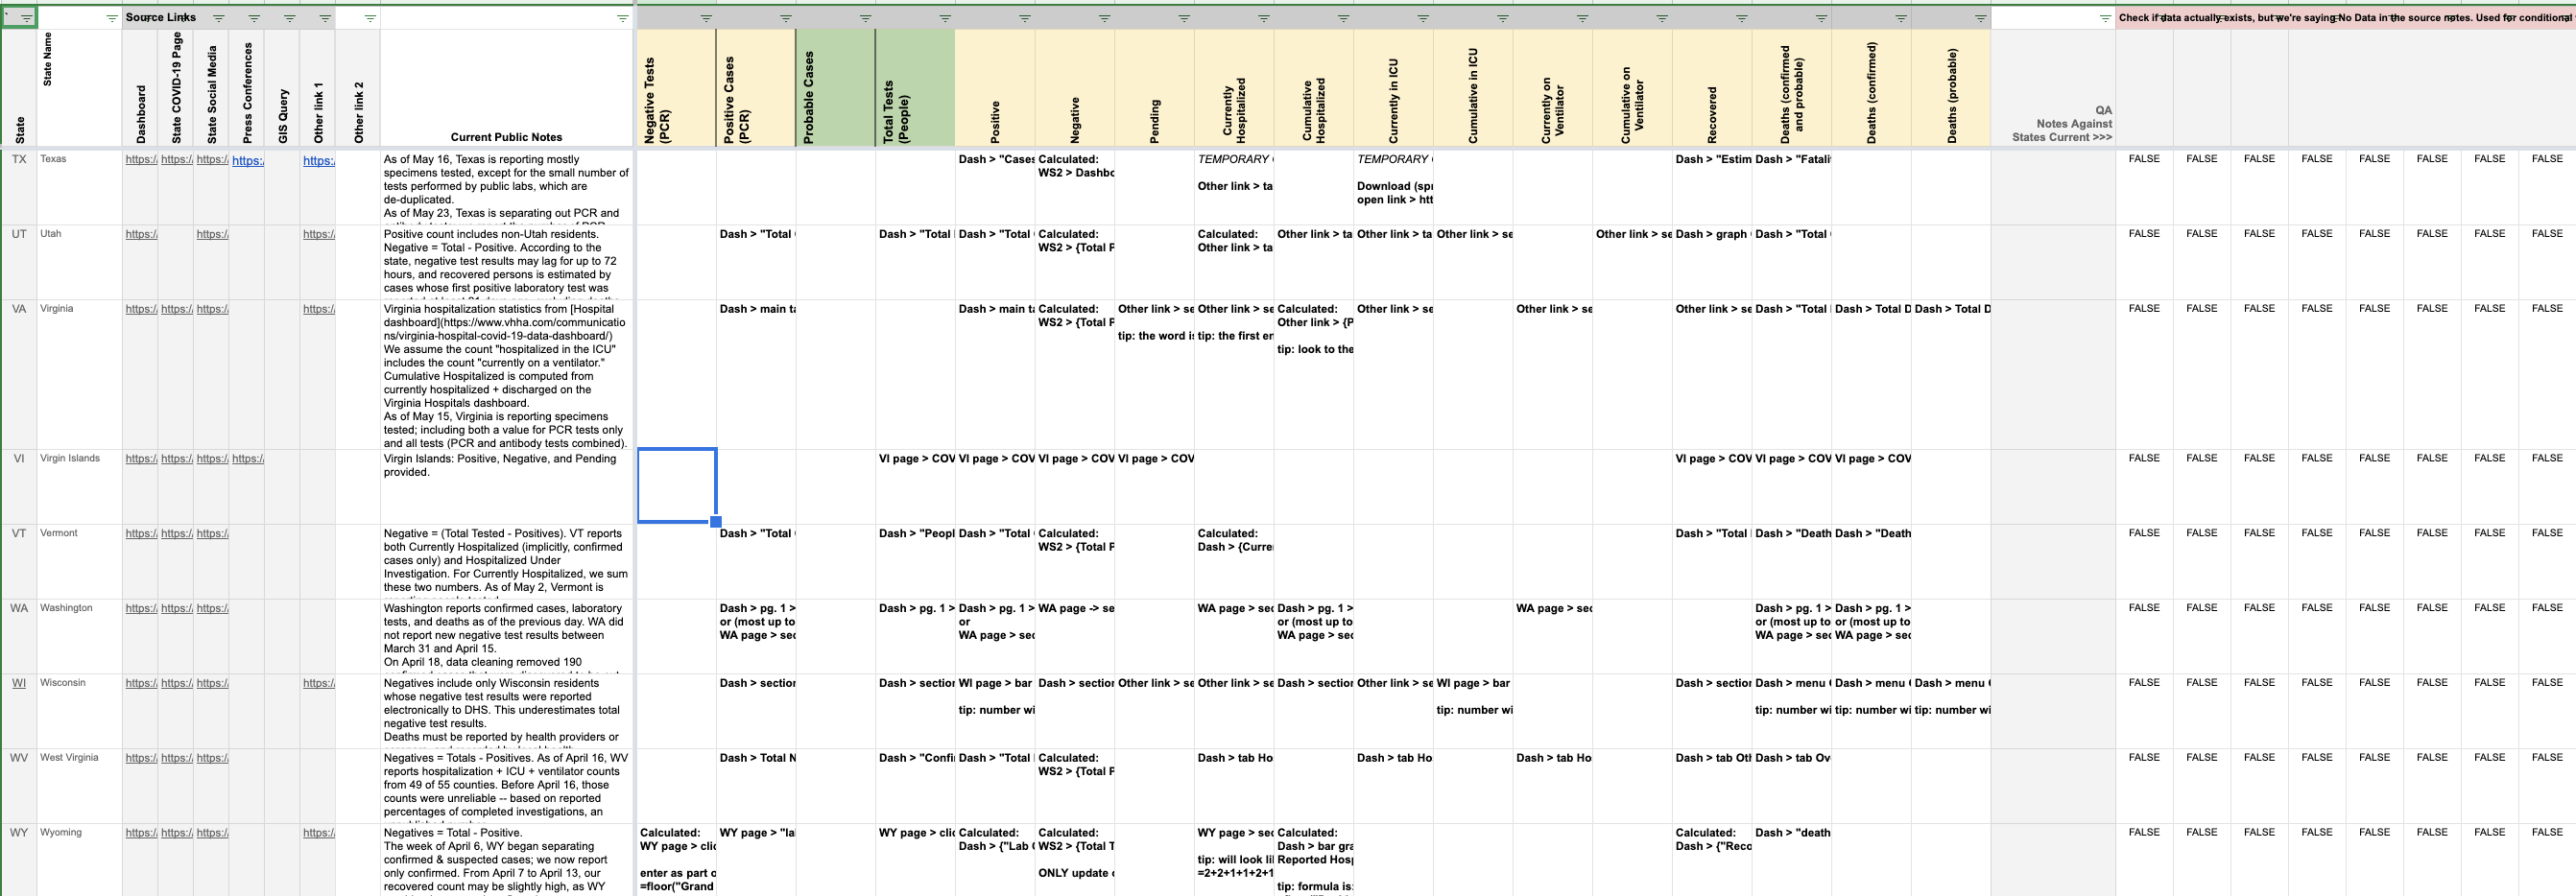 Source Links
Check if data actually exists, but we're saying No Data in the source notes. Used for conditional
State
State Name
Dashboard
State COVID-19 Page
State Social Media
Press Conferences
GIS Query
Other link 1
Other link 2
Current Public Notes
Negative Tests (PCR)
Positive Cases (PCR)
Probable Cases
Total Tests (People)
Positive
Negative
Pending
Currently Hospitalized
Cumulative Hospitalized
Currently in ICU
Cumulative in ICU
Currently on Ventilator
Cumulative on Ventilator
Recovered
Deaths (confirmed and probable)
Deaths (confirmed)
Deaths (probable)
QA
Notes Against
States Current >>>
TX Texas https:/ https:/ https:/ https: https:
As of May 16, Texas is reporting mostly
specimens tested, except for the small number of
tests performed by public labs, which are
de-duplicated.
As of May 23, Texas is separating out PCR and
Dash > "Cases
Calculated:
WS2 > Dashbo
TEMPORARY
Other link > ta
TEMPORARY
Download (spr
open link > htt
Dash > "Estim
Dash > "Fatali
FALSE FALSE FALSE FALSE FALSE FALSE FALSE FALSE
UT Utah https:/ https:/ https:/
Positive count includes non-Utah residents.
Negative = Total - Positive. According to the
state, negative test results may lag for up to 72
hours, and recovered persons is estimated by
cases whose first positive laboratory test was
Dash > "Total
Dash > "Total
Dash > "Total
Calculated:
WS2 > {Total P
Calculated:
Other link > ta
Other link > ta
Other link > ta
Other link > se
Other link > se
Dash > graph
Dash > "Total
FALSE FALSE FALSE FALSE FALSE FALSE FALSE FALSE
VA Virginia https:/ https:/ https:/ https:/
Virginia hospitalization statistics from [Hospital
dashboard](https://www.vhha.com/communicatio
ns/virginia-hospital-covid-19-data-dashboard/)
We assume the count "hospitalized in the ICU"
includes the count "currently on a ventilator."
Cumulative Hospitalized is computed from
currently hospitalized + discharged on the
Virginia Hospitals dashboard.
As of May 15, Virginia is reporting specimens
tested; including both a value for PCR tests only
and all tests (PCR and antibody tests combined).
Dash > main ta
Dash > main ta
Calculated:
WS2 > {Total P
Other link > se
tip: the word is
Other link > se
tip: the first en
Calculated:
Other link > {P
tip: look to the
Other link > se
Other link > se
Other link > se
Dash > "Total
Dash > Total D
Dash > Total D
FALSE FALSE FALSE FALSE FALSE FALSE FALSE FALSE
VI Virgin Islands https:/ https:/ https:/ https:/
Virgin Islands: Positive, Negative, and Pending
provided.
VI page > COV
VI page > COV
VI page > COV
VI page > COV
VI page > COV
VI page > COV
VI page > COV
FALSE FALSE FALSE FALSE FALSE FALSE FALSE FALSE
VT Vermont https:/ https:/ https:/
Negative = (Total Tested - Positives). VT reports
both Currently Hospitalized (implicitly, confirmed
cases only) and Hospitalized Under
Investigation. For Currently Hospitalized, we sum
these two numbers. As of May 2, Vermont is
Dash > "Total
Dash > "Peopl
Dash > "Total
Calculated:
WS2 > {Total P
Calculated:
Dash > {Curre
Dash > "Total
Dash > "Death
Dash > "Death
FALSE FALSE FALSE FALSE FALSE FALSE FALSE FALSE
WA Washington https:/ https:/ https:/
Washington reports confirmed cases, laboratory
tests, and deaths as of the previous day. WA did
not report new negative test results between
March 31 and April 15.
On April 18, data cleaning removed 190
Dash > pg. 1 >
or (most up to
WA page > sec
Dash > pg. 1 >
Dash > pg. 1 >
or
WA page > sec
WA page -> se
WA page > sec
Dash > pg. 1 >
or (most up to
WA page > sec
WA page > sec
Dash > pg. 1 >
or (most up to
WA page > sec
Dash > pg. 1 >
or (most up to
WA page > sec
FALSE FALSE FALSE FALSE FALSE FALSE FALSE FALSE
WI Wisconsin https:/ https:/ https:/ https:/
Negatives include only Wisconsin residents
whose negative test results were reported
electronically to DHS. This underestimates total
negative test results.
Deaths must be reported by health providers or
Dash > section
Dash > section
WI page > bar
tip: number wi
Dash > section
Other link > se
Other link > se
Dash > section
Other link > se
WI page > bar
tip: number wi
Dash > section
Dash > menu
tip: number wi
Dash > menu
tip: number wi
Dash > menu
tip: number wi
FALSE FALSE FALSE FALSE FALSE FALSE FALSE FALSE
WV West Virginia https:/ https:/ https:/
Negatives = Totals - Positives. As of April 16, WV
reports hospitalization + ICU + ventilator counts
from 49 of 55 counties. Before April 16, those
counts were unreliable -- based on reported
percentages of completed investigations, an
Dash > Total N
Dash > "Confi
Dash > "Total
Calculated:
WS2 > {Total P
Dash > tab Ho
Dash > tab Ho
Dash > tab Ho
Dash > tab Oth
Dash > tab Ov
FALSE FALSE FALSE FALSE FALSE FALSE FALSE FALSE
WY Wyoming https:/ https:/ https:/ https:/
Negatives = Total - Positive.
The week of April 6, WY began separating
confirmed & suspected cases; we now report
only confirmed. From April 7 to April 13, our
recovered count may be slightly high, as WY
Calculated:
WY page > clic
enter as part o
=floor("Grand
WY page > "la
WY page > clic
Calculated:
Dash > {"Lab
Calculated:
WS2 > {Total T
ONLY update
WY page > sec
tip: will look li
=2+2+1+1+2+1
Calculated:
Dash > bar gra
Reported Hosp
tip: formula is
Calculated:
Dash > {"Reco
Dash > "death
FALSE FALSE FALSE FALSE FALSE FALSE FALSE FALSE